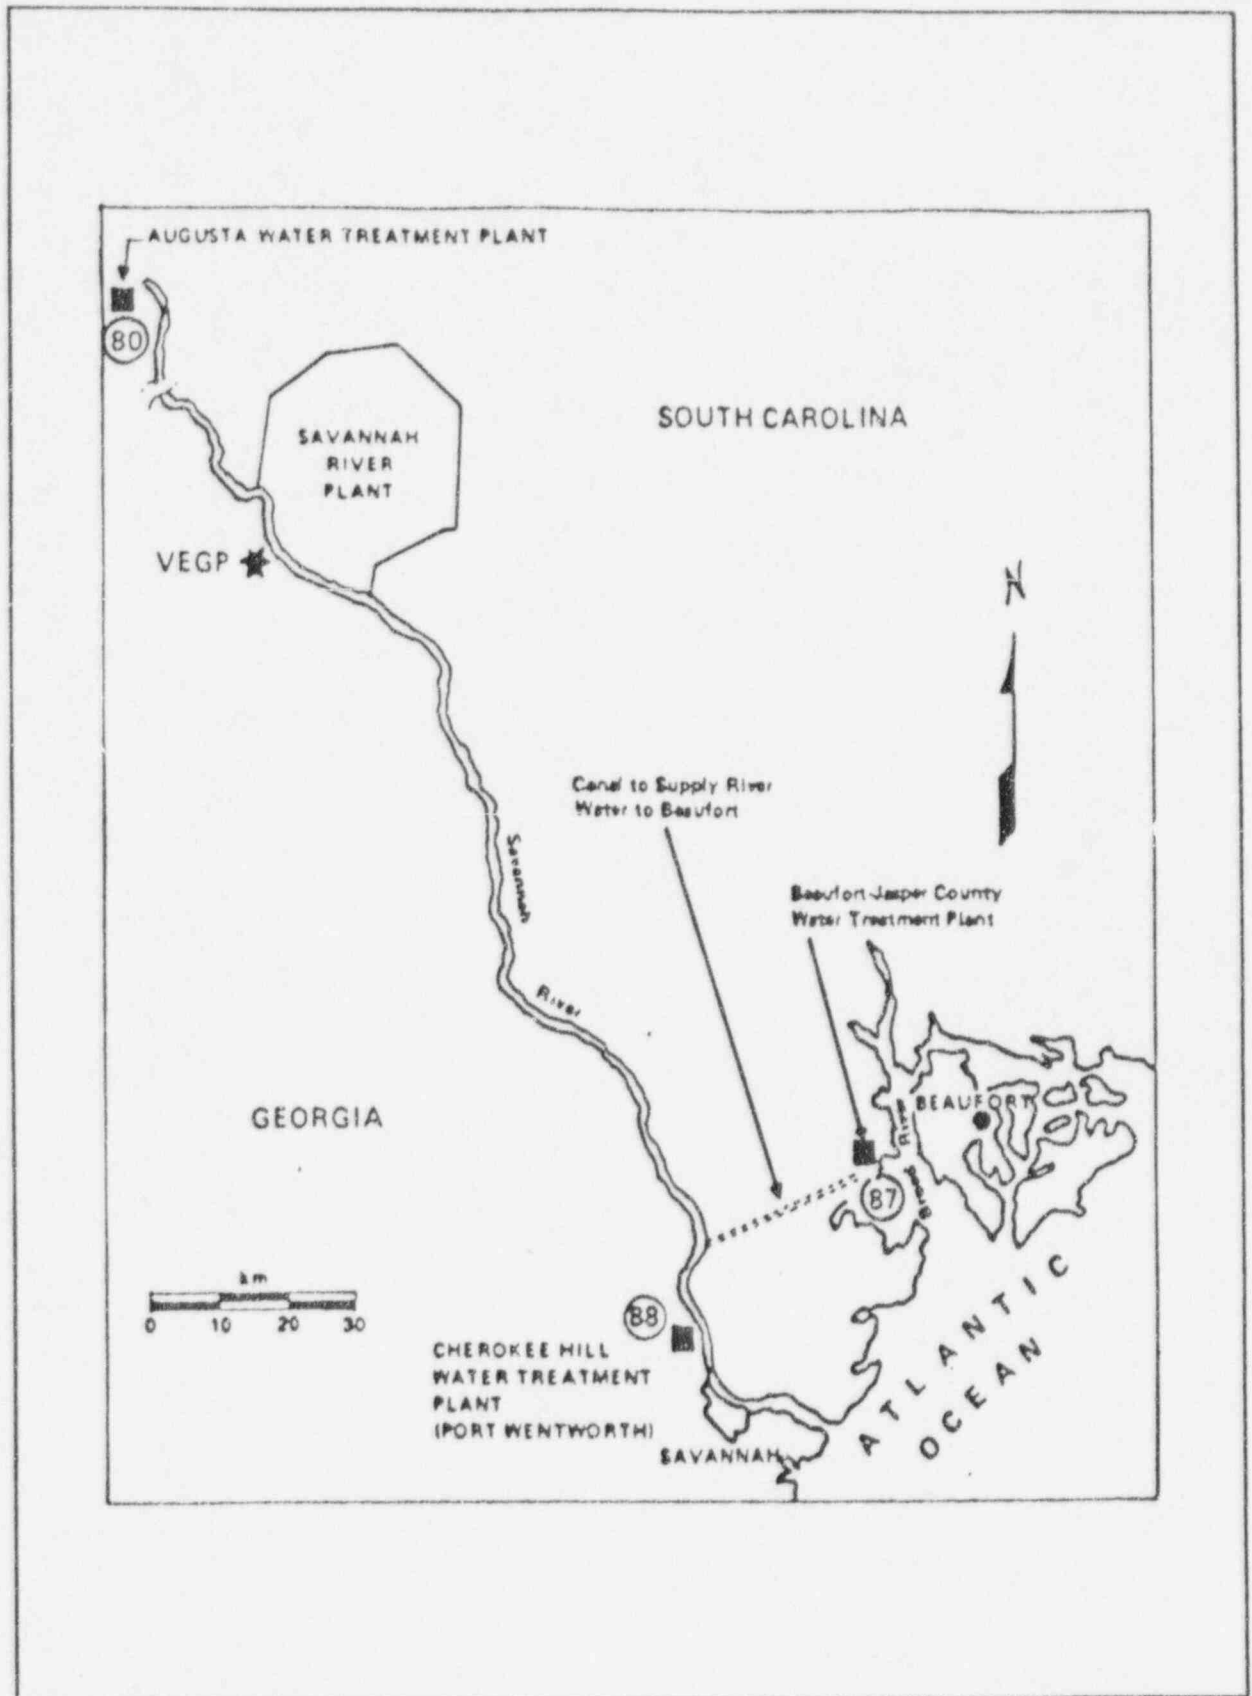 AUGUSTA WATER TREATMENT PLANT
80
SAVANNAH
RIVER
PLANT
SOUTH CAROLINA
VEGP
N
Canal to Supply River
Water to Beaufort
Savannah
River
Beaufort-Jasper County
Water Treatment Plant
BEAUFORT
River
Broad
87
GEORGIA
km
0 10 20 30
88
CHEROKEE HILL
WATER TREATMENT
PLANT
(PORT WENTWORTH)
SAVANNAH
ATLANTIC
OCEAN